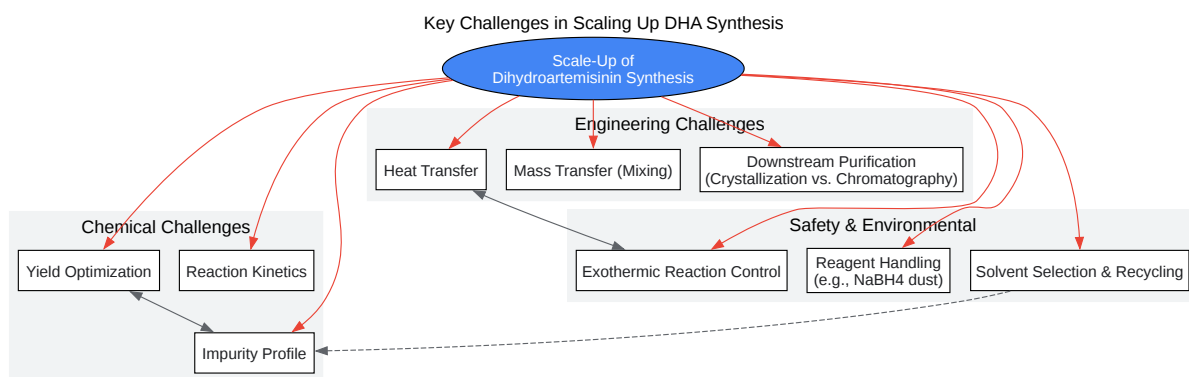 Key Challenges in Scaling Up DHA Synthesis
Scale-Up of
Dihydroartemisinin Synthesis
Engineering Challenges
Heat Transfer
Mass Transfer (Mixing)
Downstream Purification
(Crystallization vs. Chromatography)
Chemical Challenges
Yield Optimization
Reaction Kinetics
Impurity Profile
Safety & Environmental
Exothermic Reaction Control
Reagent Handling
(e.g., NaBH4 dust)
Solvent Selection & Recycling